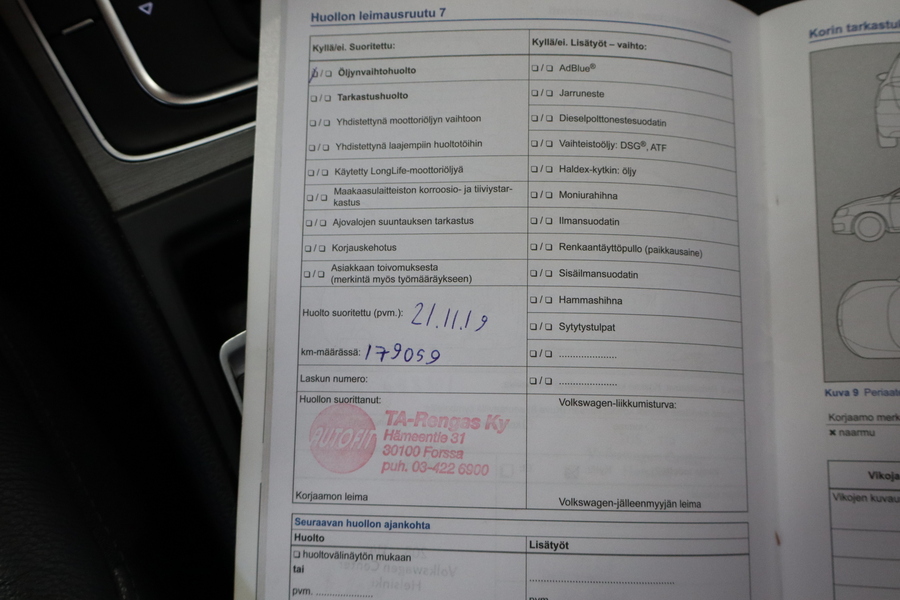 Huollon leimausruutu 7
Kyllä/ei. Suoritettu:
❏/❏ Öljynvaihtohuolto
❏/❏ Tarkastushuolto
❏/❏ Yhdistettynä moottoriöljyn vaihtoon
❏/❏ Yhdistettynä laajempiin huoltotöihin
❏/❏ Käytetty LongLife-moottoriöljyä
❏/❏ Maakaasulaitteiston korroosio- ja tiiviystar-
kastus
❏/❏ Ajovalojen suuntauksen tarkastus
❏/❏ Korjauskehotus
❏/❏ Asiakkaan toivomuksesta
(merkintä myös työmääräykseen)
Huolto suoritettu (pvm.): 21.11.19
km-määrässä: 179059
Laskun numero:
Huollon suorittanut:
AUTOFIT
TA-Rengas Ky
Hämeentie 31
30100 Forssa
puh. 03-422 6900
Korjaamon leima
Kyllä/ei. Lisätyöt – vaihto:
❏/❏ AdBlue®
❏/❏ Jarruneste
❏/❏ Dieselpolttonestesuodatin
❏/❏ Vaihteistoöljy: DSG®, ATF
❏/❏ Haldex-kytkin: öljy
❏/❏ Moniurahihna
❏/❏ Ilmansuodatin
❏/❏ Renkaantäyttöpullo (paikkausaine)
❏/❏ Sisäilmansuodatin
❏/❏ Hammashihna
❏/❏ Sytytystulpat
❏/❏ .....................
❏/❏ .....................
Volkswagen-liikkumisturva:
Volkswagen-jälleenmyyjän leima
Seuraavan huollon ajankohta
Huolto
❏ huoltovälinäytön mukaan
tai
pvm. .....................
Lisätyöt
Korin tarkastu
Kuva 9 Periaat
Korjaamo merk
× naarmu
Vikoja
Vikojen kuvau